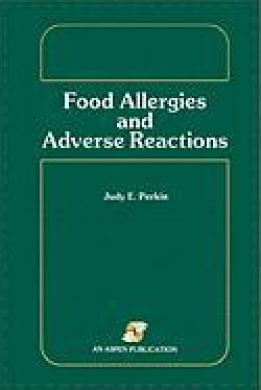 Food Allergies
and
Adverse Reactions
Judy E. Perkin
AN ASPEN PUBLICATION